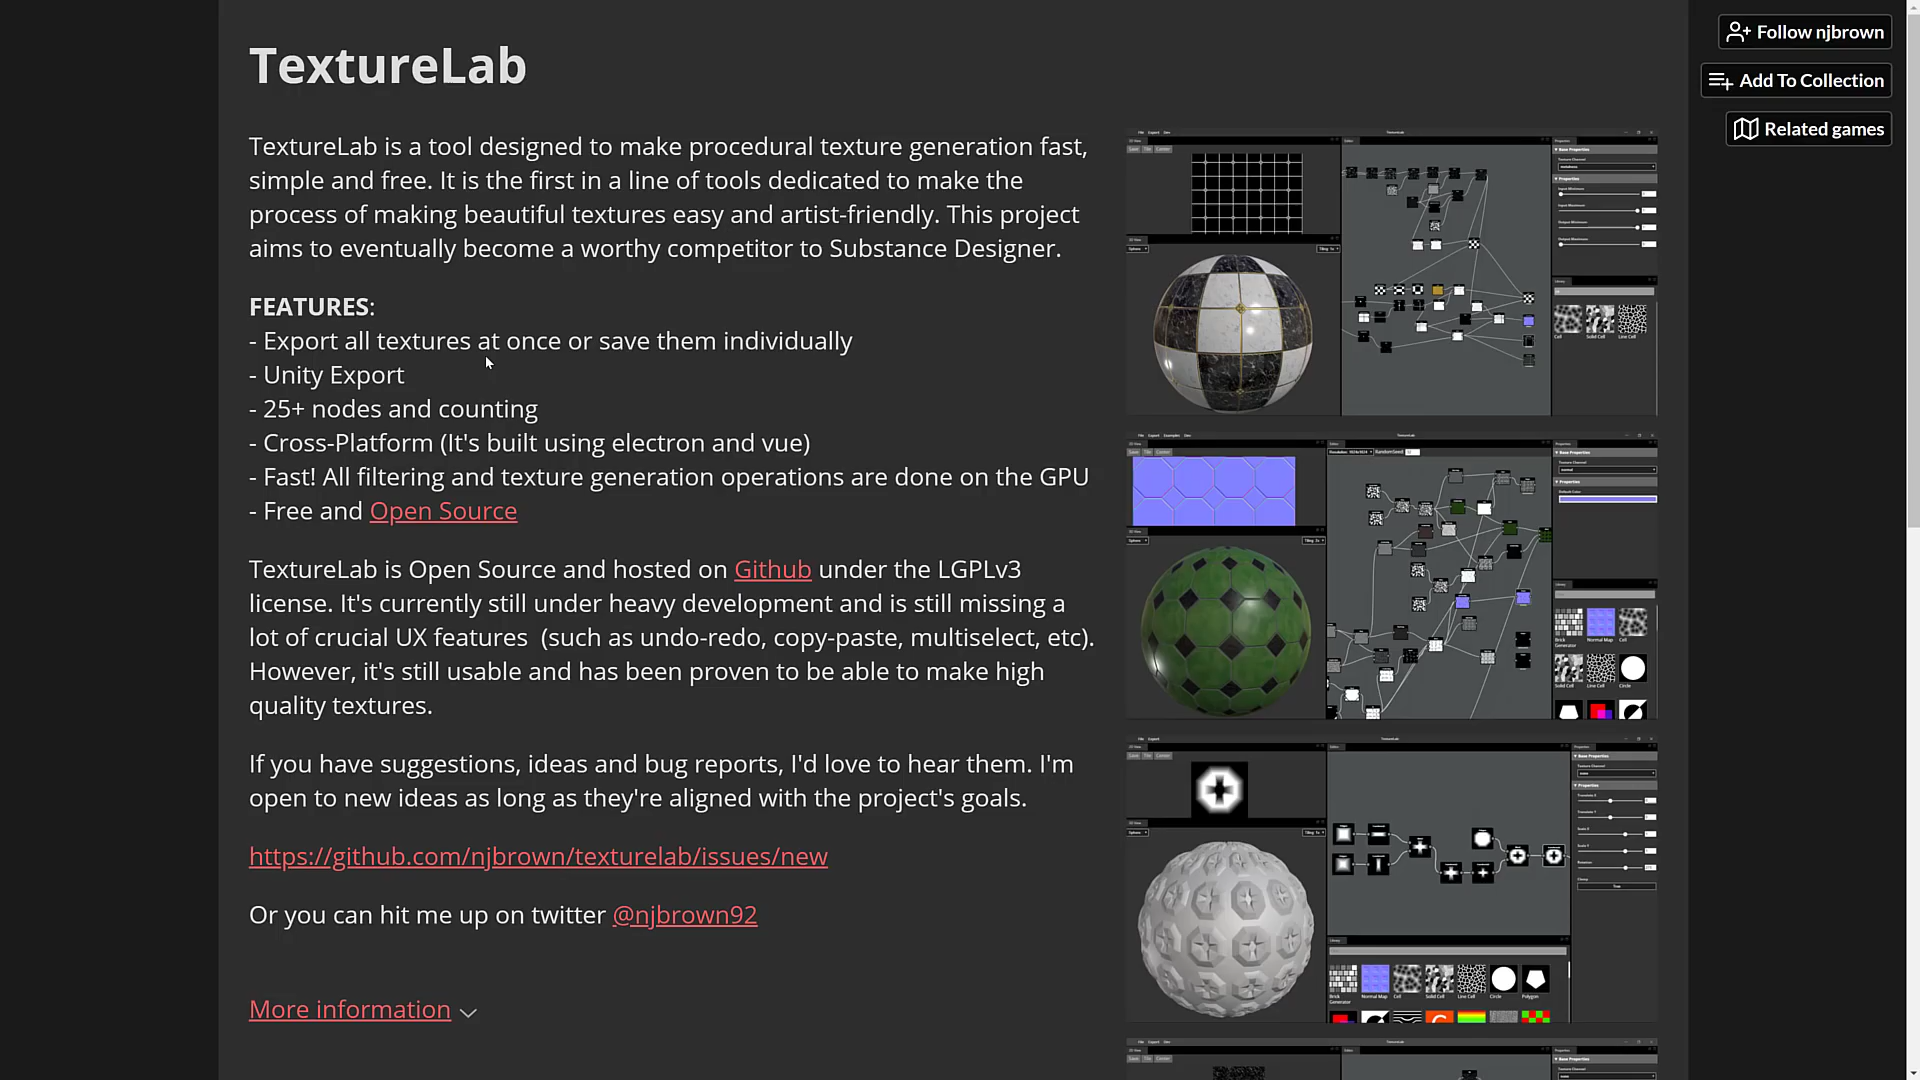 TextureLab
Follow njbrown
Add To Collection
Related games
TextureLab is a tool designed to make procedural texture generation fast,
simple and free. It is the first in a line of tools dedicated to make the
process of making beautiful textures easy and artist-friendly. This project
aims to eventually become a worthy competitor to Substance Designer.
FEATURES:
- Export all textures at once or save them individually
- Unity Export
- 25+ nodes and counting
- Cross-Platform (It's built using electron and vue)
- Fast! All filtering and texture generation operations are done on the GPU
- Free and Open Source
TextureLab is Open Source and hosted on Github under the LGPLv3
license. It's currently still under heavy development and is still missing a
lot of crucial UX features  (such as undo-redo, copy-paste, multiselect, etc).
However, it's still usable and has been proven to be able to make high
quality textures.
If you have suggestions, ideas and bug reports, I'd love to hear them. I'm
open to new ideas as long as they're aligned with the project's goals.
https://github.com/njbrown/texturelab/issues/new
Or you can hit me up on twitter @njbrown92
More information